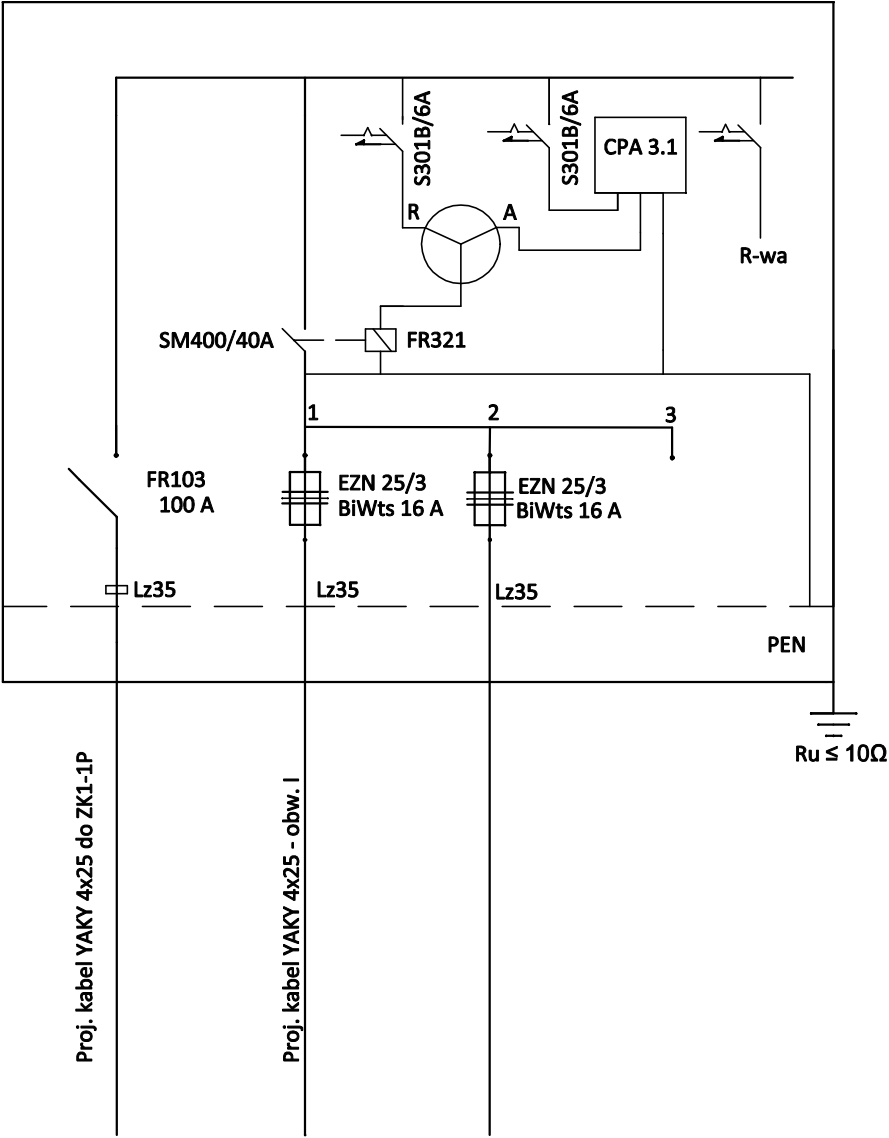 S301B/6A
S301B/6A
CPA 3.1
R
A
R-wa
SM400/40A
FR321
1
2
3
FR103
100 A
EZN 25/3
BiWts 16 A
EZN 25/3
BiWts 16 A
Lz35
Lz35
Lz35
PEN
Ru ≤ 10Ω
Proj. kabel YAKY 4x25 do ZK1-1P
Proj. kabel YAKY 4x25 - obw. I